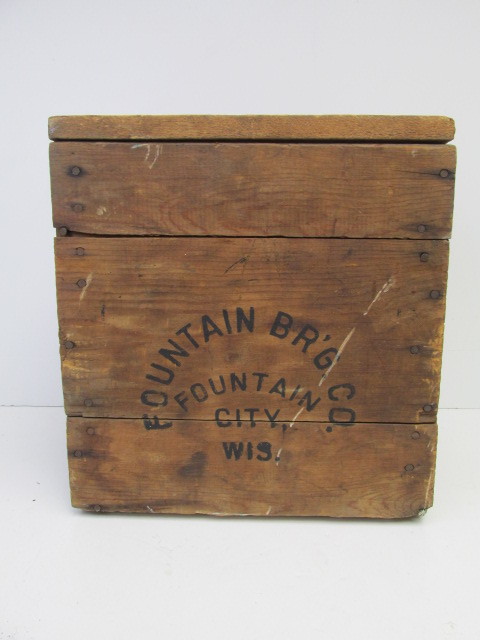 FOUNTAIN BR'G CO.
FOUNTAIN
CITY,
WIS.